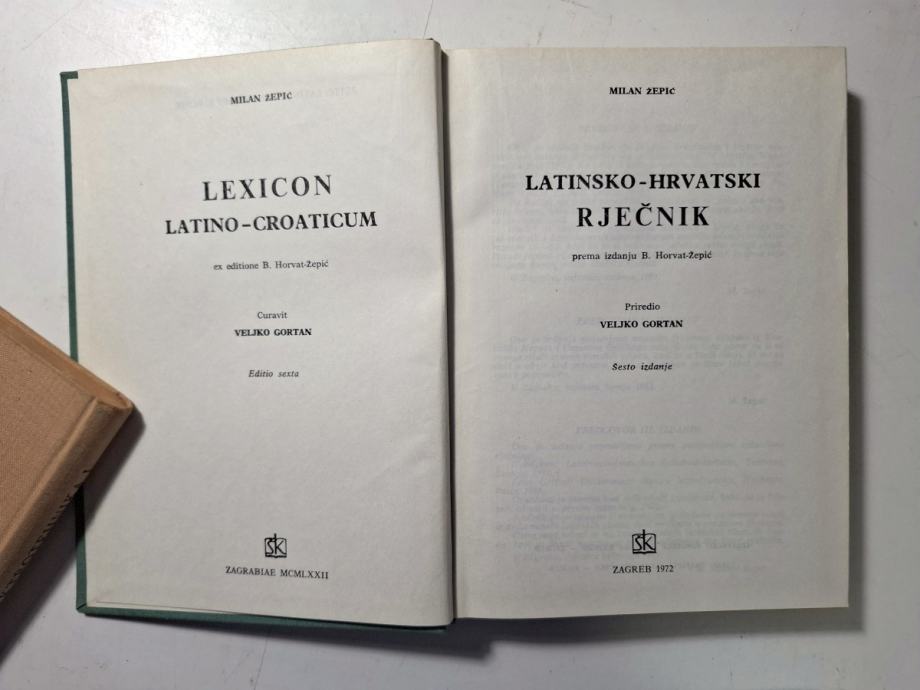 MILAN ŽEPIĆ
LEXICON
LATINO-CROATICUM
ex editione B. Horvat-Žepić
Curavit
VELJKO GORTAN
Editio sexta
ŠK
ZAGRABIAE MCMLXXII
MILAN ŽEPIĆ
LATINSKO-HRVATSKI
RJEČNIK
prema izdanju B. Horvat-Žepić
Priredio
VELJKO GORTAN
Šesto izdanje
ŠK
ZAGREB 1972